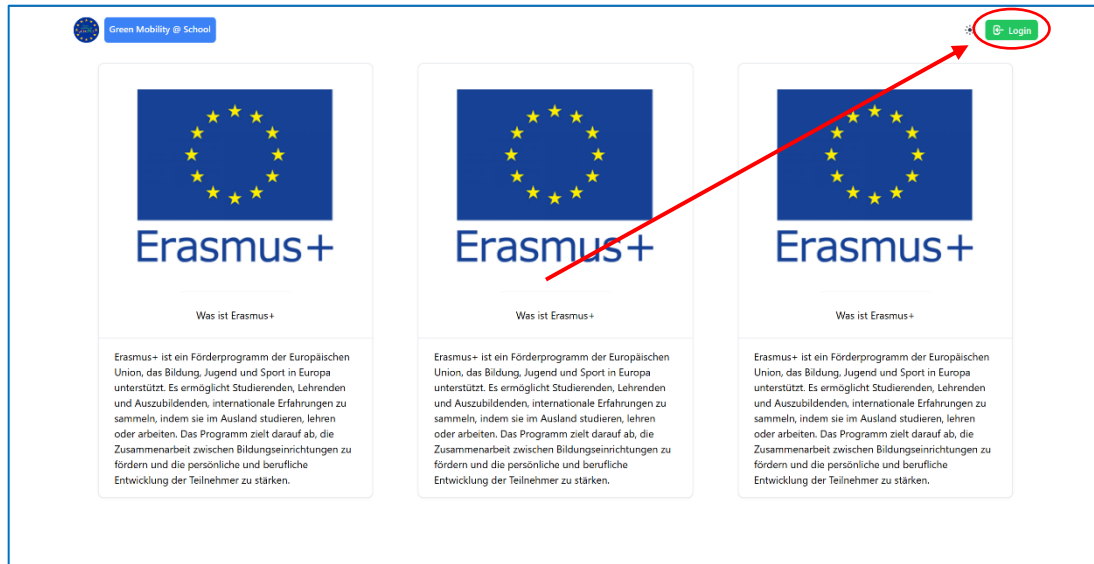 Green Mobility @ School
Login
Erasmus+
Was ist Erasmus+
Erasmus+ ist ein Förderprogramm der Europäischen
Union, das Bildung, Jugend und Sport in Europa
unterstützt. Es ermöglicht Studierenden, Lehrenden
und Auszubildenden, internationale Erfahrungen zu
sammeln, indem sie im Ausland studieren, lehren
oder arbeiten. Das Programm zielt darauf ab, die
Zusammenarbeit zwischen Bildungseinrichtungen zu
fördern und die persönliche und berufliche
Entwicklung der Teilnehmer zu stärken.
Erasmus+
Was ist Erasmus+
Erasmus+ ist ein Förderprogramm der Europäischen
Union, das Bildung, Jugend und Sport in Europa
unterstützt. Es ermöglicht Studierenden, Lehrenden
und Auszubildenden, internationale Erfahrungen zu
sammeln, indem sie im Ausland studieren, lehren
oder arbeiten. Das Programm zielt darauf ab, die
Zusammenarbeit zwischen Bildungseinrichtungen zu
fördern und die persönliche und berufliche
Entwicklung der Teilnehmer zu stärken.
Erasmus+
Was ist Erasmus+
Erasmus+ ist ein Förderprogramm der Europäischen
Union, das Bildung, Jugend und Sport in Europa
unterstützt. Es ermöglicht Studierenden, Lehrenden
und Auszubildenden, internationale Erfahrungen zu
sammeln, indem sie im Ausland studieren, lehren
oder arbeiten. Das Programm zielt darauf ab, die
Zusammenarbeit zwischen Bildungseinrichtungen zu
fördern und die persönliche und berufliche
Entwicklung der Teilnehmer zu stärken.